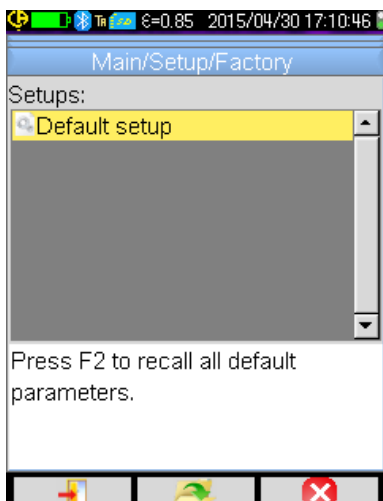 ε=0.85 2015/04/30 17:10:46
Main/Setup/Factory
Setups:
Default setup
Press F2 to recall all default
parameters.